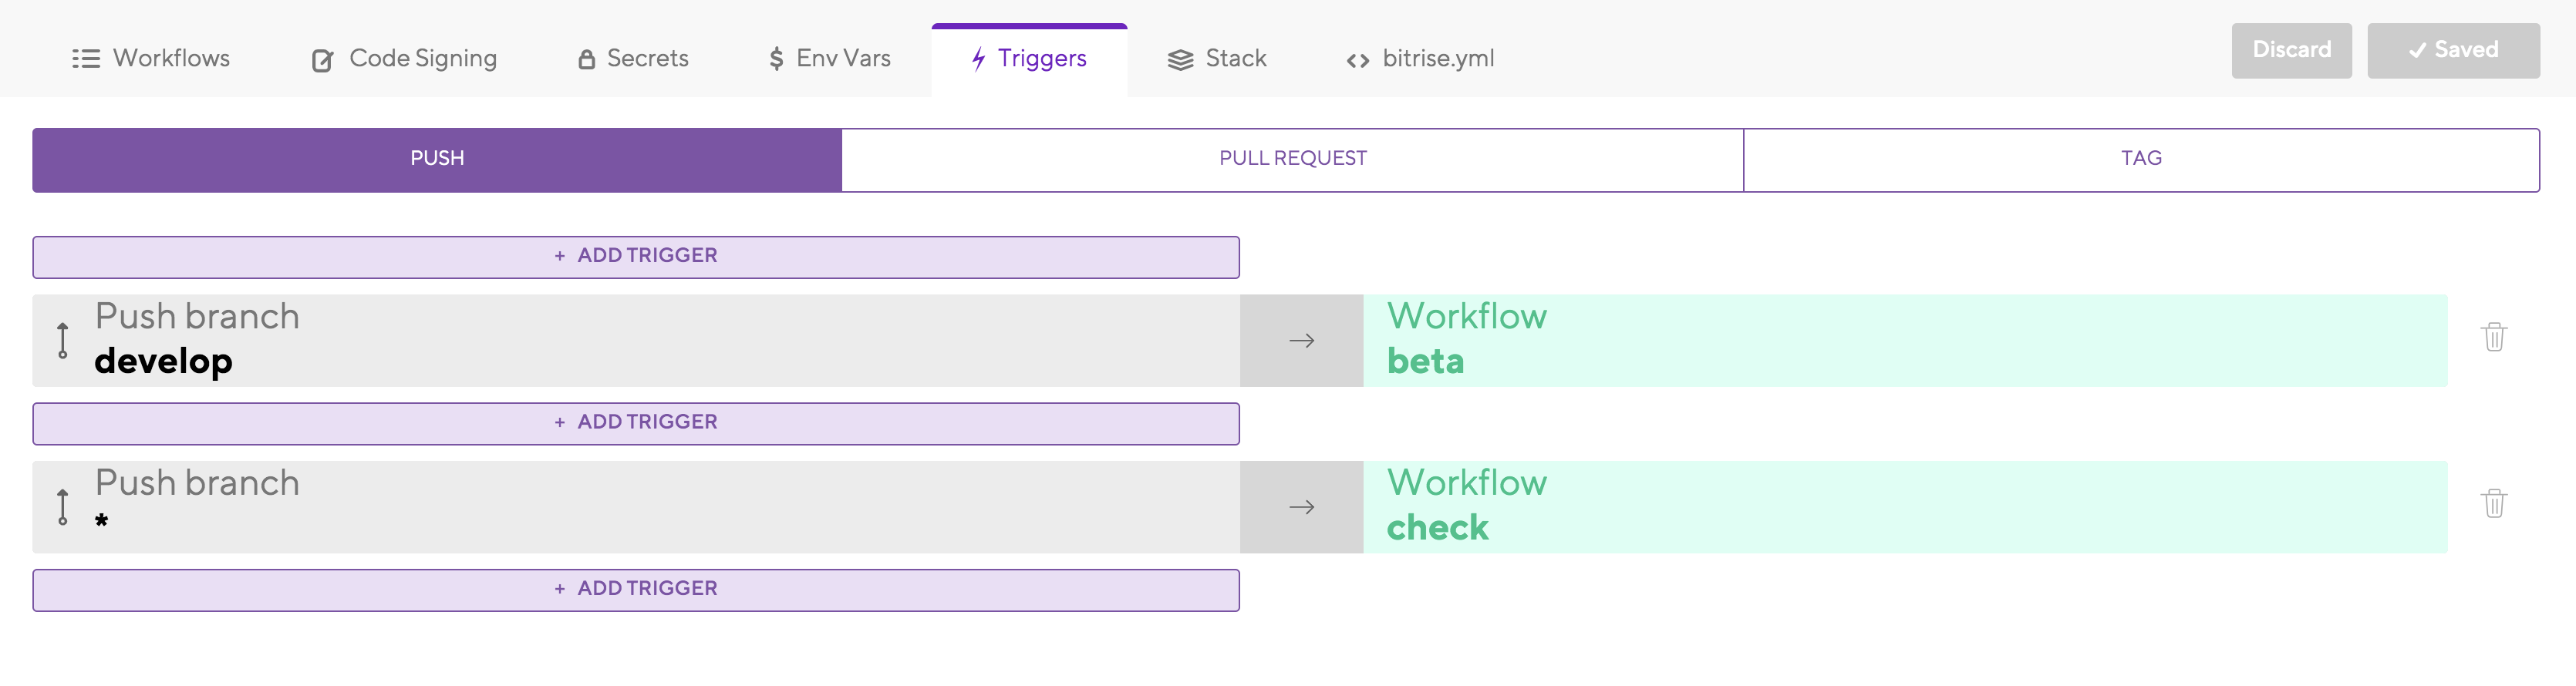 Workflows Code Signing Secrets $ Env Vars Triggers Stack <> bitrise.yml Discard ✓ Saved
PUSH PULL REQUEST TAG
+ ADD TRIGGER
Push branch → Workflow
develop beta
+ ADD TRIGGER
Push branch → Workflow
* check
+ ADD TRIGGER